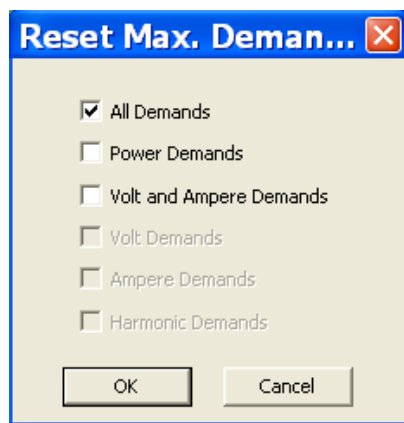 Reset Max. Deman...
All Demands
Power Demands
Volt and Ampere Demands
Volt Demands
Ampere Demands
Harmonic Demands
OK
Cancel